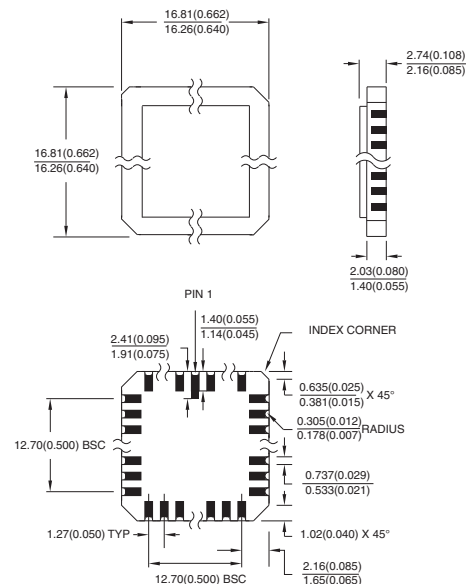 16.81(0.662)
16.26(0.640)
2.74(0.108)
2.16(0.085)
16.81(0.662)
16.26(0.640)
2.03(0.080)
1.40(0.055)
PIN 1
1.40(0.055)
1.14(0.045)
INDEX CORNER
2.41(0.095)
1.91(0.075)
0.635(0.025)
0.381(0.015) X 45°
0.305(0.012)
0.178(0.007) RADIUS
12.70(0.500) BSC
0.737(0.029)
0.533(0.021)
1.27(0.050) TYP
1.02(0.040) X 45°
12.70(0.500) BSC
2.16(0.085)
1.65(0.065)